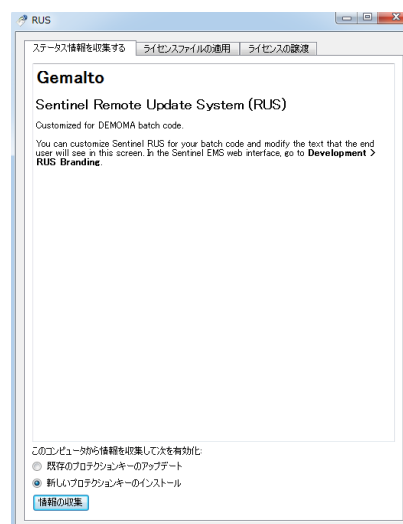 RUS
ステータス情報を収集する ライセンスファイルの適用 ライセンスの譲渡
Gemalto
Sentinel Remote Update System (RUS)
Customized for DEMOMA batch code.
You can customize Sentinel RUS for your batch code and modify the text that the end
user will see in this screen. In the Sentinel EMS web interface, go to Development >
RUS Branding.
このコンピュータから情報を収集して次を有効化:
既存のプロテクションキーのアップデート
新しいプロテクションキーのインストール
情報の収集